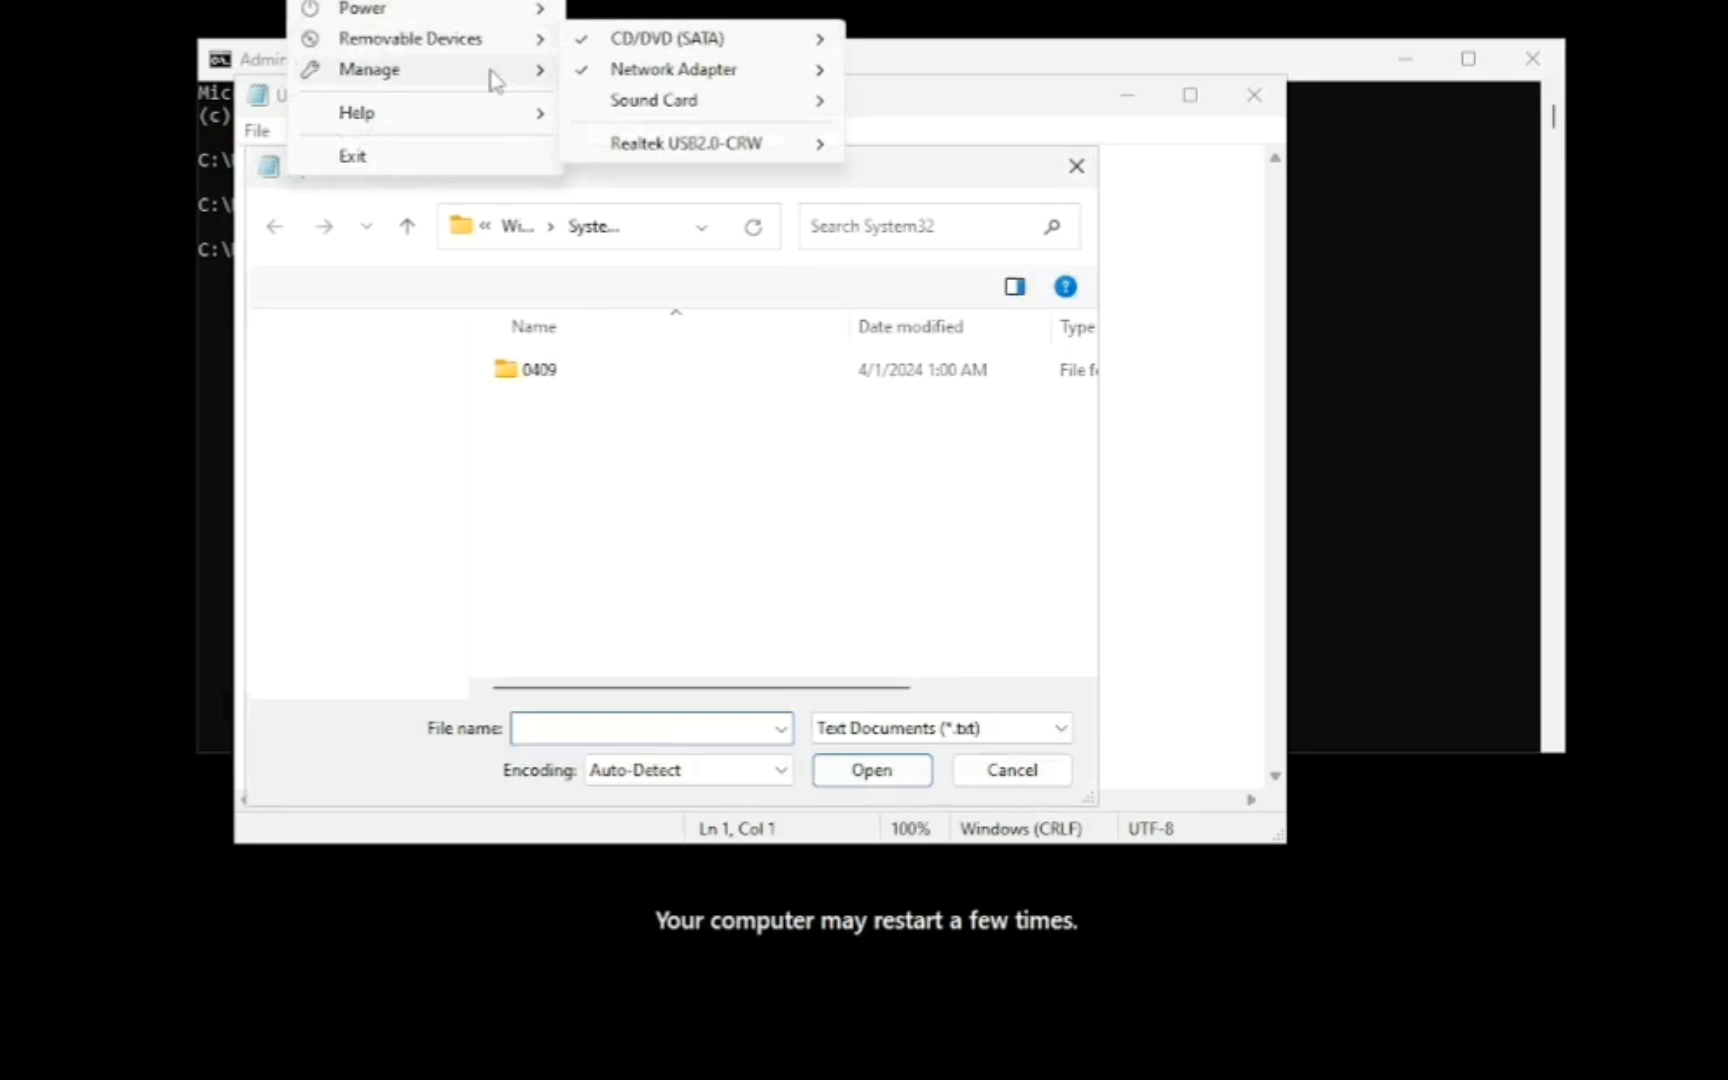 Power
Removable Devices
Manage
Help
Exit
CD/DVD (SATA)
Network Adapter
Sound Card
Realtek USB2.0-CRW
Admin
Mic
(c)
C:\
C:\
C:\
U
File
« Wi... > Syste...
Search System32
?
Name
Date modified
Type
0409
4/1/2024 1:00 AM
File f
File name:
Text Documents (*.txt)
Encoding:
Auto-Detect
Open
Cancel
Ln 1, Col 1
100%
Windows (CRLF)
UTF-8
Your computer may restart a few times.